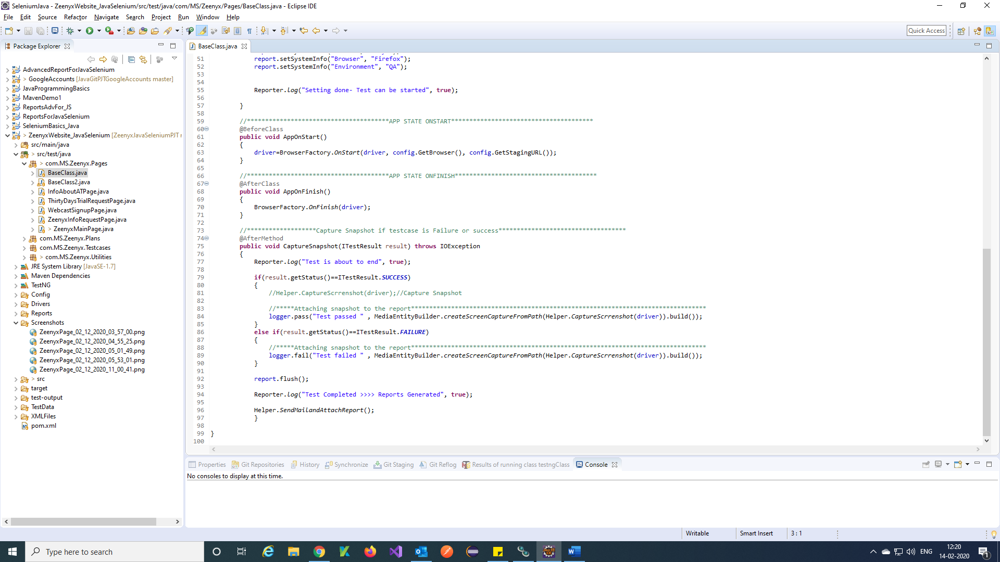 SeleniumJava - ZeenyxWebsite_JavaSelenium/src/test/java/com/MS/Zeenyx/Pages/BaseClass.java - Eclipse IDE
File Edit Source Refactor Navigate Search Project Run Window Help
Quick Access
Package Explorer
AdvancedReportForJavaSelenium
> GoogleAccounts [JavaGitPJTGoogleAccounts master]
JavaProgrammingBasics
MavenDemo1
ReportsAdvFor_JS
ReportsForJavaSelenium
SeleniumBasics_Java
> ZeenyxWebsite_JavaSelenium [ZeenyxJavaSeleniumPJT r
src/main/java
> src/test/java
> com.MS.Zeenyx.Pages
BaseClass.java
BaseClass2.java
InfoAboutATPage.java
ThirtyDaysTrialRequestPage.java
WebcastSignupPage.java
ZeenyxInfoRequestPage.java
> ZeenyxMainPage.java
com.MS.Zeenyx.Plans
com.MS.Zeenyx.Testcases
> com.MS.Zeenyx.Utilities
JRE System Library [JavaSE-1.7]
Maven Dependencies
TestNG
Config
Drivers
Reports
Screenshots
ZeenyxPage_02_12_2020_03_57_00.png
ZeenyxPage_02_12_2020_04_55_25.png
ZeenyxPage_02_12_2020_05_01_49.png
ZeenyxPage_02_12_2020_05_53_01.png
ZeenyxPage_02_12_2020_11_00_41.png
> src
target
test-output
TestData
XMLFiles
pom.xml
BaseClass.java
51 report.setSystemInfo("Browser", "Firefox");
52 report.setSystemInfo("Environment", "QA");
53
54
55 Reporter.log("Setting done- Test can be started", true);
56
57 }
58
59 //***************************************APP STATE ONSTART***************************************
60 @BeforeClass
61 public void AppOnStart()
62 {
63 driver=BrowserFactory.OnStart(driver, config.GetBrowser(), config.GetStagingURL());
64 }
65
66 //***************************************APP STATE ONFINISH***************************************
67 @AfterClass
68 public void AppOnFinish()
69 {
70 BrowserFactory.OnFinish(driver);
71 }
72
73 //*******************Capture Snapshot if testcase is Failure or success***********************************
74 @AfterMethod
75 public void CaptureSnapshot(ITestResult result) throws IOException
76 {
77 Reporter.log("Test is about to end", true);
78
79 if(result.getStatus()==ITestResult.SUCCESS)
80 {
81 //Helper.CaptureScrrenshot(driver);//Capture Snapshot
82
83 //*****Attaching snapshot to the report*********************************************************************************
84 logger.pass("Test passed " , MediaEntityBuilder.createScreenCaptureFromPath(Helper.CaptureScrrenshot(driver)).build());
85 }
86 else if(result.getStatus()==ITestResult.FAILURE)
87 {
88 //*****Attaching snapshot to the report*********************************************************************************
89 logger.fail("Test failed " , MediaEntityBuilder.createScreenCaptureFromPath(Helper.CaptureScrrenshot(driver)).build());
90 }
91
92 report.flush();
93
94 Reporter.log("Test Completed >>>> Reports Generated", true);
95
96 Helper.SendMailandAttachReport();
97 }
98
99 }
100
Properties Git Repositories History Synchronize Git Staging Git Reflog Results of running class testngClass Console
No consoles to display at this time.
Writable Smart Insert 3 : 1
Type here to search
ENG
12:20
14-02-2020
1